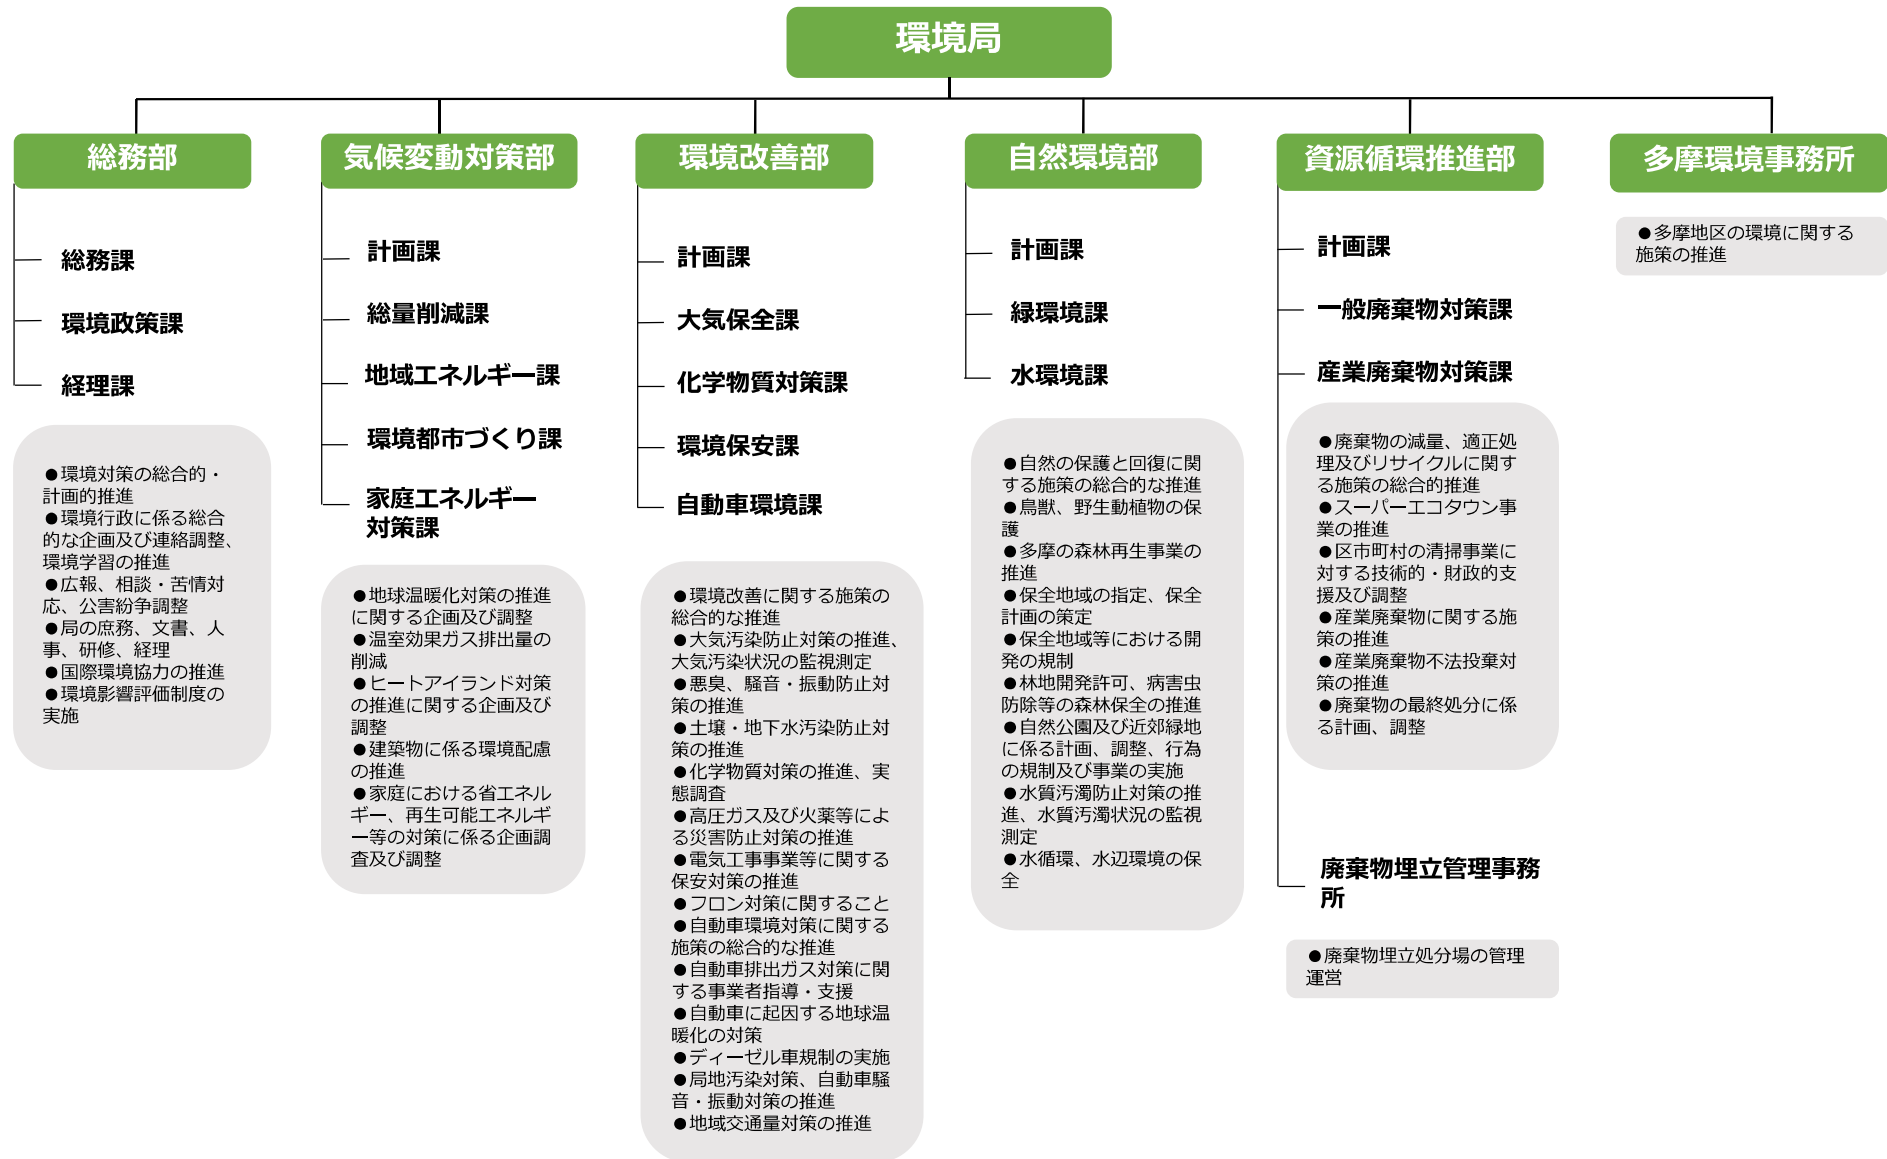 環境局
総務部
総務課
環境政策課
経理課
●環境対策の総合的・
計画的推進
●環境行政に係る総合
的な企画及び連絡調整、
環境学習の推進
●広報、相談・苦情対
応、公害紛争調整
●局の庶務、文書、人
事、研修、経理
●国際環境協力の推進
●環境影響評価制度の
実施
気候変動対策部
計画課
総量削減課
地域エネルギー課
環境都市づくり課
家庭エネルギー
対策課
●地球温暖化対策の推進
に関する企画及び調整
●温室効果ガス排出量の
削減
●ヒートアイランド対策
の推進に関する企画及び
調整
●建築物に係る環境配慮
の推進
●家庭における省エネル
ギー、再生可能エネルギ
ー等の対策に係る企画調
査及び調整
環境改善部
計画課
大気保全課
化学物質対策課
環境保安課
自動車環境課
●環境改善に関する施策の
総合的な推進
●大気汚染防止対策の推進、
大気汚染状況の監視測定
●悪臭、騒音・振動防止対
策の推進
●土壌・地下水汚染防止対
策の推進
●化学物質対策の推進、実
態調査
●高圧ガス及び火薬等によ
る災害防止対策の推進
●電気工事事業等に関する
保安対策の推進
●フロン対策に関すること
●自動車環境対策に関する
施策の総合的な推進
●自動車排出ガス対策に関
する事業者指導・支援
●自動車に起因する地球温
暖化の対策
●ディーゼル車規制の実施
●局地汚染対策、自動車騒
音・振動対策の推進
●地域交通量対策の推進
自然環境部
計画課
緑環境課
水環境課
●自然の保護と回復に関
する施策の総合的な推進
●鳥獣、野生動植物の保
護
●多摩の森林再生事業の
推進
●保全地域の指定、保全
計画の策定
●保全地域等における開
発の規制
●林地開発許可、病害虫
防除等の森林保全の推進
●自然公園及び近郊緑地
に係る計画、調整、行為
の規制及び事業の実施
●水質汚濁防止対策の推
進、水質汚濁状況の監視
測定
●水循環、水辺環境の保
全
資源循環推進部
計画課
一般廃棄物対策課
産業廃棄物対策課
●廃棄物の減量、適正処
理及びリサイクルに関す
る施策の総合的推進
●スーパーエコタウン事
業の推進
●区市町村の清掃事業に
対する技術的・財政的支
援及び調整
●産業廃棄物に関する施
策の推進
●産業廃棄物不法投棄対
策の推進
●廃棄物の最終処分に係
る計画、調整
廃棄物埋立管理事務
所
●廃棄物埋立処分場の管理
運営
多摩環境事務所
●多摩地区の環境に関する
施策の推進